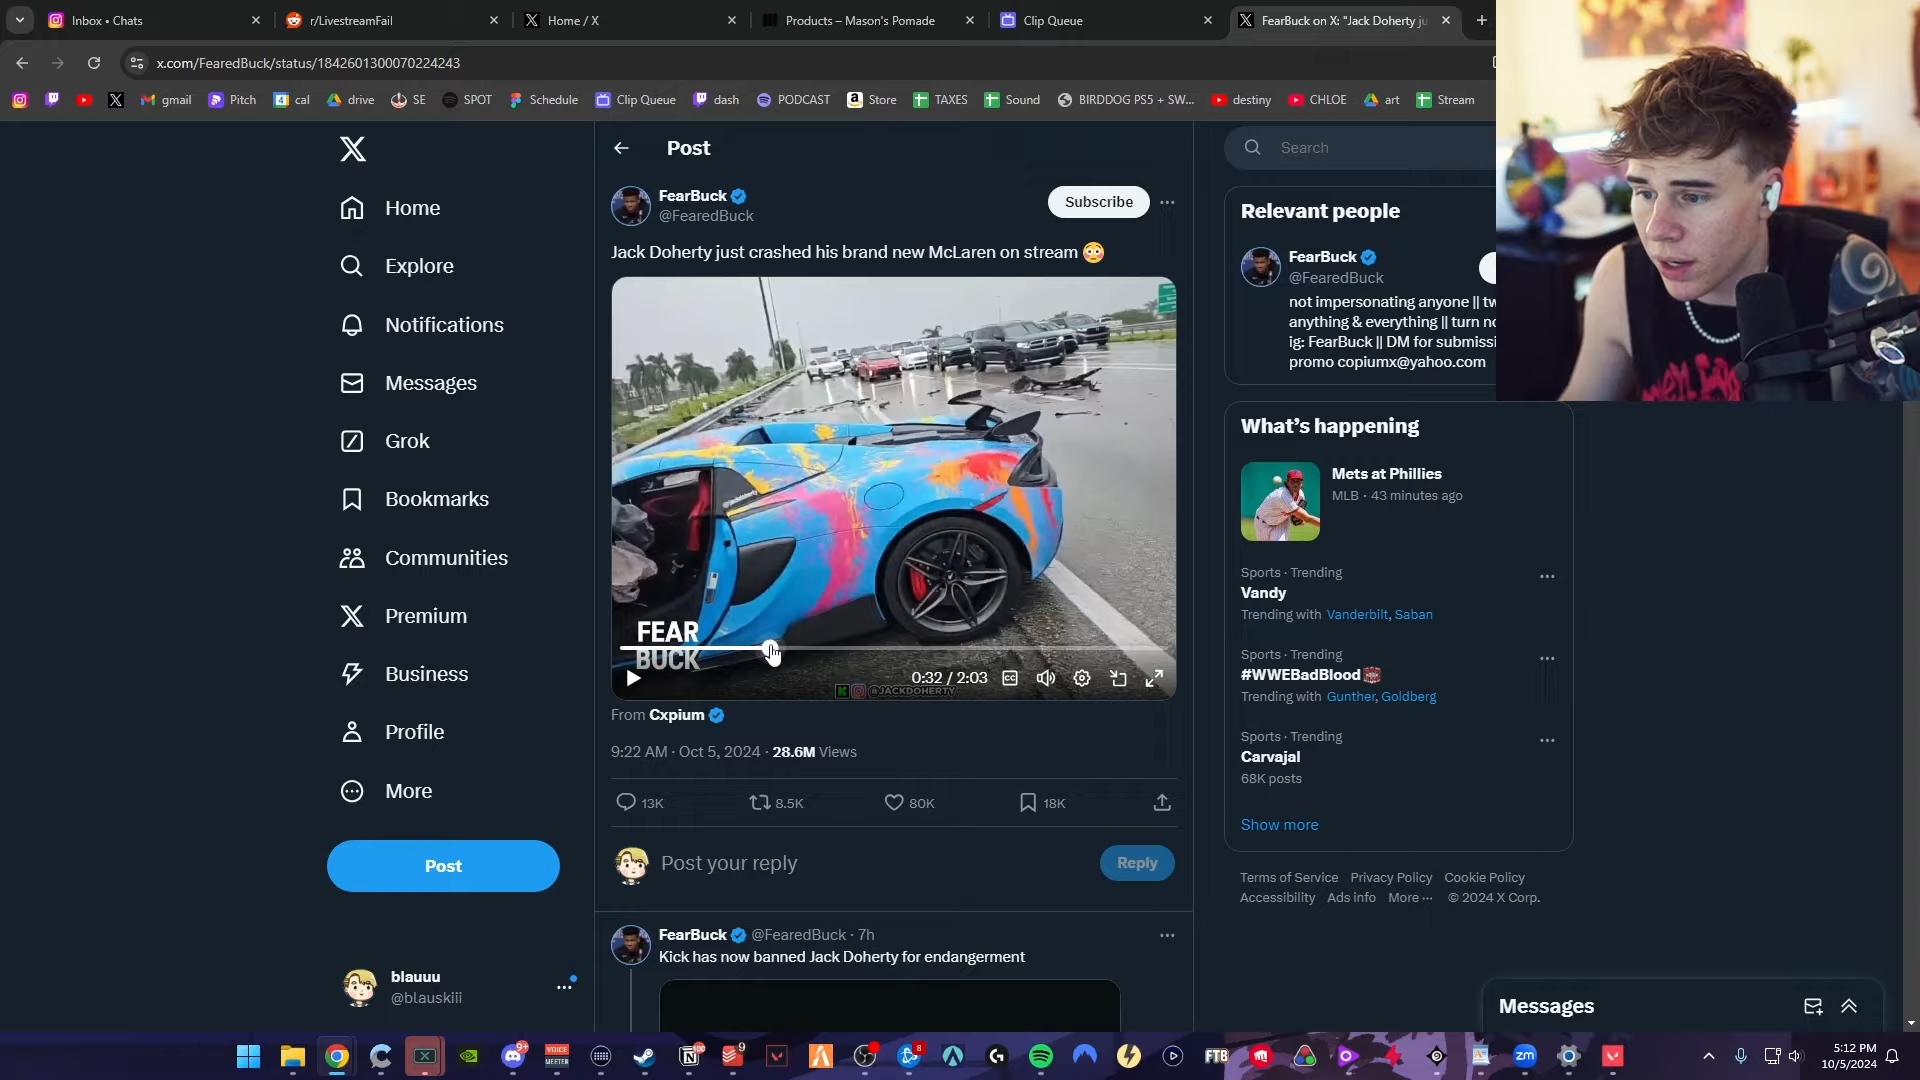 Inbox • Chats
r/LivestreamFail
Home / X
Products – Mason's Pomade
Clip Queue
FearBuck on X: "Jack Doherty ju
x.com/FearedBuck/status/1842601300070224243
gmail
Pitch
cal
drive
SE
SPOT
Schedule
Clip Queue
dash
PODCAST
Store
TAXES
Sound
BIRDDOG PS5 + SW...
destiny
CHLOE
art
Stream
Home
Explore
Notifications
Messages
Grok
Bookmarks
Communities
Premium
Business
Profile
More
Post
blauuu
@blauskiii
Post
FearBuck
@FearedBuck
Subscribe
Jack Doherty just crashed his brand new McLaren on stream
FEAR
BUCK
0:32 / 2:03
@JACKDOHERTY
From Cxpium
9:22 AM · Oct 5, 2024 · 28.6M Views
13K
8.5K
80K
18K
Post your reply
Reply
FearBuck @FearedBuck · 7h
Kick has now banned Jack Doherty for endangerment
Search
Relevant people
FearBuck
@FearedBuck
not impersonating anyone || tw
anything & everything || turn no
ig: FearBuck || DM for submissi
promo copiumx@yahoo.com
What's happening
Mets at Phillies
MLB · 43 minutes ago
Sports · Trending
Vandy
Trending with Vanderbilt, Saban
Sports · Trending
#WWEBadBlood
Trending with Gunther, Goldberg
Sports · Trending
Carvajal
68K posts
Show more
Terms of Service Privacy Policy Cookie Policy
Accessibility Ads info More ··· © 2024 X Corp.
Messages
VOICE
MEETER
9+
9
8
FTB
zm
5:12 PM
10/5/2024